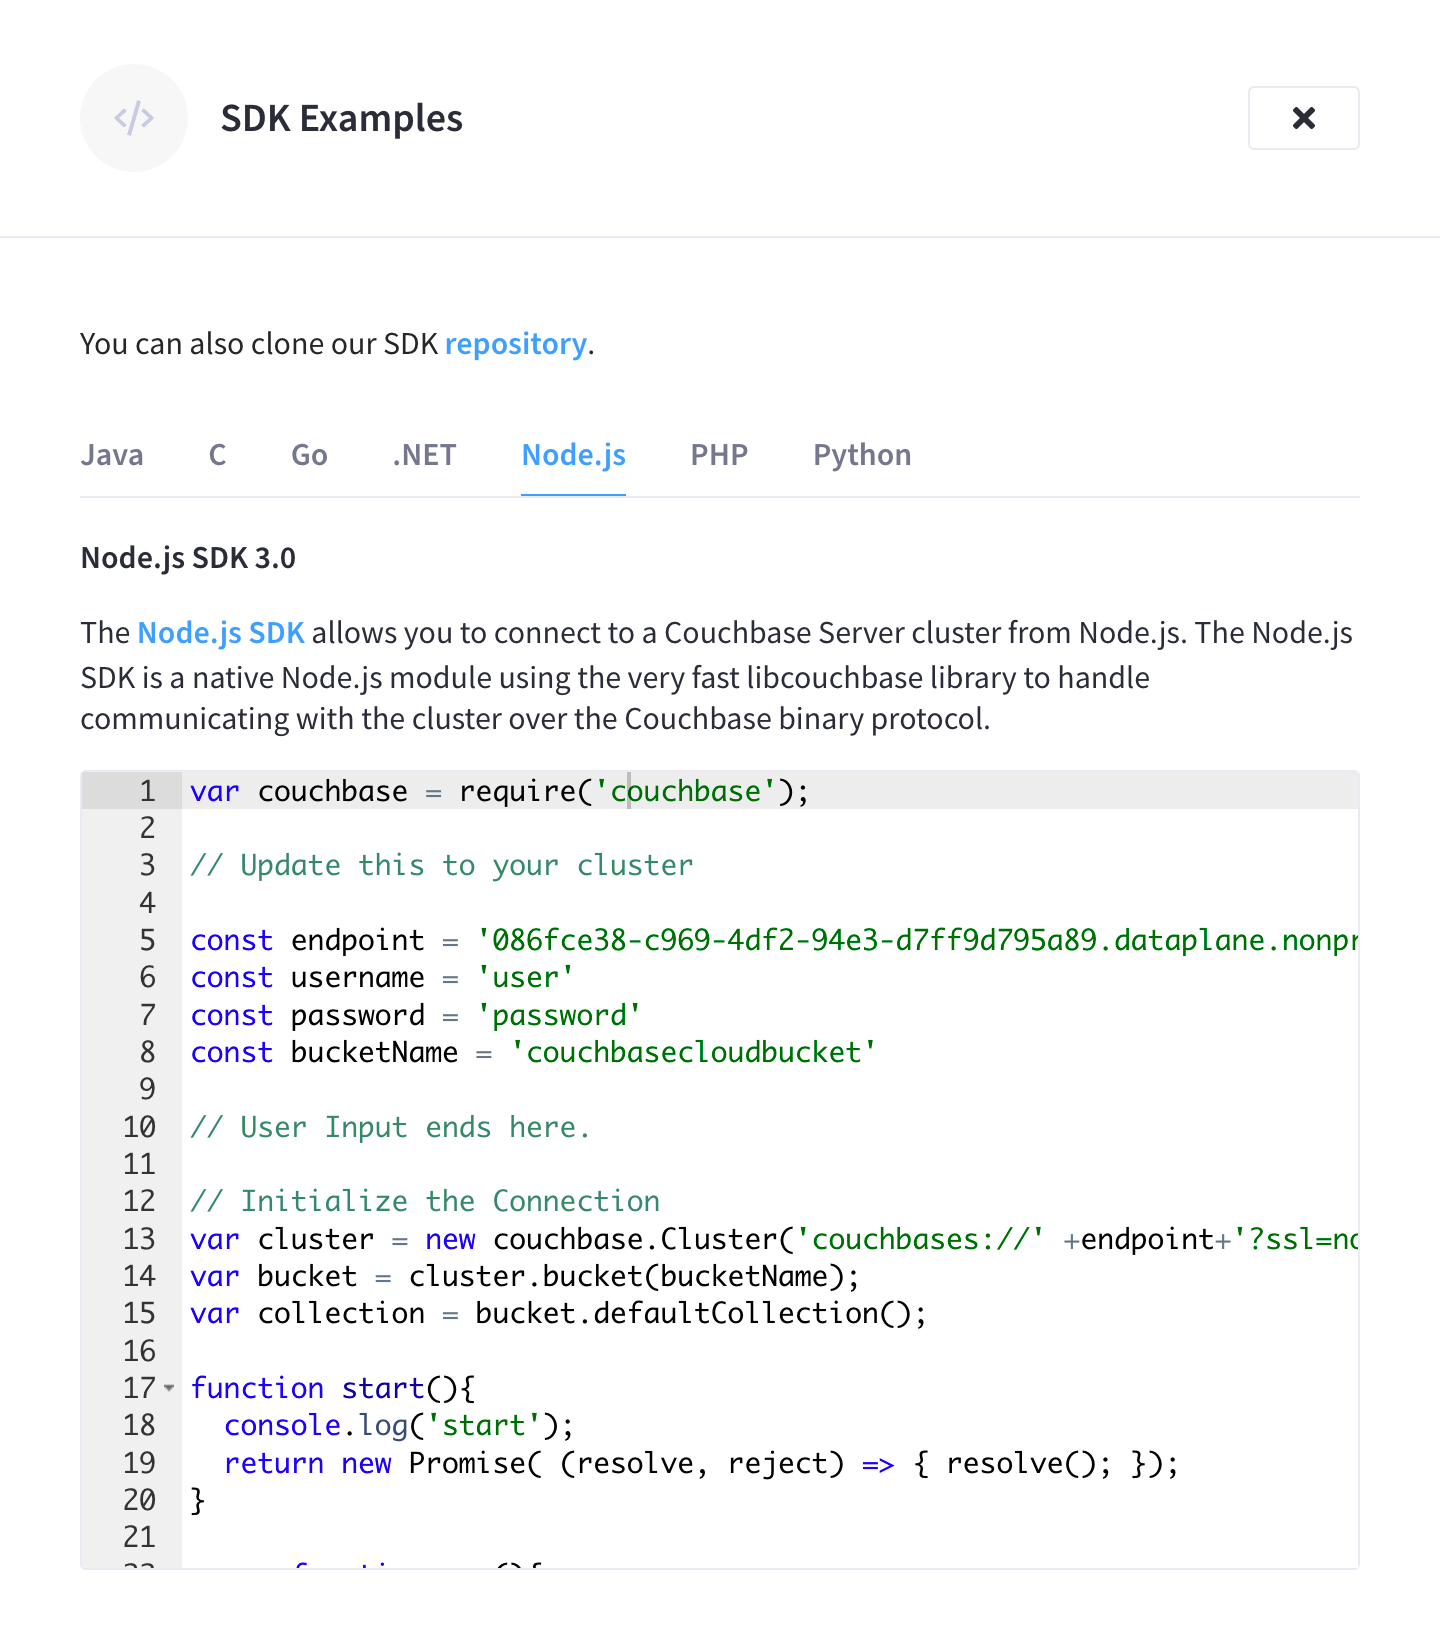 </>
SDK Examples
You can also clone our SDK repository.
Java C Go .NET Node.js PHP Python
Node.js SDK 3.0
The Node.js SDK allows you to connect to a Couchbase Server cluster from Node.js. The Node.js
SDK is a native Node.js module using the very fast libcouchbase library to handle
communicating with the cluster over the Couchbase binary protocol.
1 var couchbase = require('couchbase');
2
3 // Update this to your cluster
4
5 const endpoint = '086fce38-c969-4df2-94e3-d7ff9d795a89.dataplane.nonpr
6 const username = 'user'
7 const password = 'password'
8 const bucketName = 'couchbasecloudbucket'
9
10 // User Input ends here.
11
12 // Initialize the Connection
13 var cluster = new couchbase.Cluster('couchbases://' +endpoint+'?ssl=no
14 var bucket = cluster.bucket(bucketName);
15 var collection = bucket.defaultCollection();
16
17 function start(){
18   console.log('start');
19   return new Promise( (resolve, reject) => { resolve(); });
20 }
21